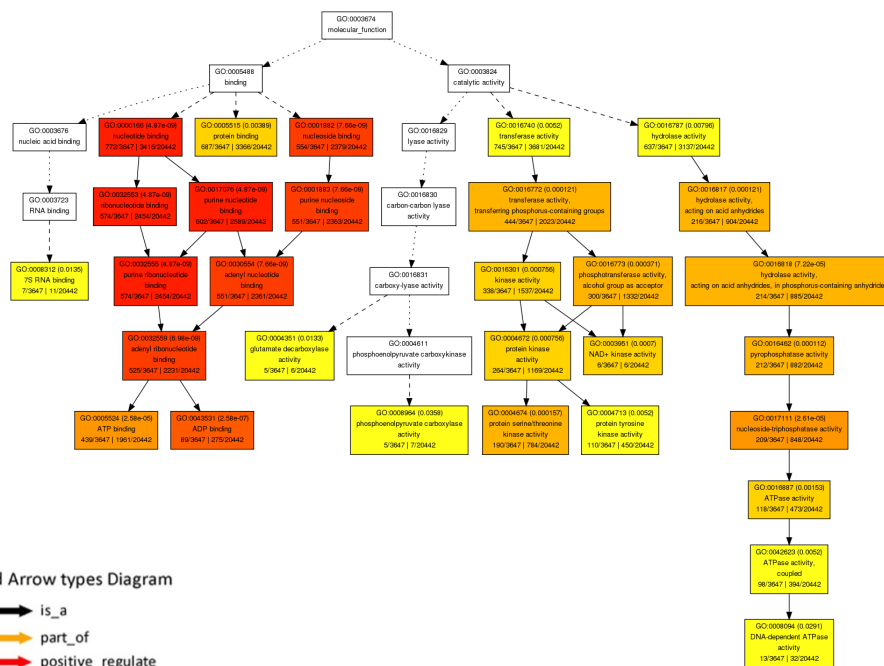 GO:0003674
molecular_function
GO:0005488
binding
GO:0003824
catalytic activity
GO:0003676
nucleic acid binding
GO:0000166 (4.87e-09)
nucleotide binding
772/3647 | 3416/20442
GO:0005515 (0.00389)
protein binding
687/3647 | 3366/20442
GO:0001882 (7.66e-09)
nucleoside binding
554/3647 | 2379/20442
GO:0016829
lyase activity
GO:0016740 (0.0052)
transferase activity
745/3647 | 3681/20442
GO:0016787 (0.00796)
hydrolase activity
637/3647 | 3137/20442
GO:0003723
RNA binding
GO:0032553 (4.87e-09)
ribonucleotide binding
574/3647 | 2454/20442
GO:0017076 (4.87e-09)
purine nucleotide
binding
602/3647 | 2589/20442
GO:0001883 (7.66e-09)
purine nucleoside
binding
551/3647 | 2363/20442
GO:0016830
carbon-carbon lyase
activity
GO:0016772 (0.000121)
transferase activity,
transferring phosphorus-containing groups
444/3647 | 2023/20442
GO:0016817 (0.000121)
hydrolase activity,
acting on acid anhydrides
216/3647 | 904/20442
GO:0008312 (0.0135)
7S RNA binding
7/3647 | 11/20442
GO:0032555 (4.87e-09)
purine ribonucleotide
binding
574/3647 | 2454/20442
GO:0030554 (7.66e-09)
adenyl nucleotide
binding
551/3647 | 2361/20442
GO:0016831
carboxy-lyase activity
GO:0016301 (0.000756)
kinase activity
338/3647 | 1537/20442
GO:0016773 (0.000371)
phosphotransferase activity,
alcohol group as acceptor
300/3647 | 1332/20442
GO:0016818 (7.22e-05)
hydrolase activity,
acting on acid anhydrides, in phosphorus-containing anhydride
214/3647 | 885/20442
GO:0032559 (6.98e-09)
adenyl ribonucleotide
binding
525/3647 | 2231/20442
GO:0004351 (0.0133)
glutamate decarboxylase
activity
5/3647 | 6/20442
GO:0004611
phosphoenolpyruvate carboxykinase
activity
GO:0004672 (0.000756)
protein kinase
activity
264/3647 | 1169/20442
GO:0003951 (0.0007)
NAD+ kinase activity
6/3647 | 6/20442
GO:0016462 (0.000112)
pyrophosphatase activity
212/3647 | 882/20442
GO:0005524 (2.58e-05)
ATP binding
439/3647 | 1961/20442
GO:0043531 (2.58e-07)
ADP binding
89/3647 | 275/20442
GO:0008964 (0.0358)
phosphoenolpyruvate carboxylase
activity
5/3647 | 7/20442
GO:0004674 (0.000157)
protein serine/threonine
kinase activity
190/3647 | 784/20442
GO:0004713 (0.0052)
protein tyrosine
kinase activity
110/3647 | 450/20442
GO:0017111 (2.61e-05)
nucleoside-triphosphatase activity
209/3647 | 848/20442
GO:0016887 (0.00153)
ATPase activity
118/3647 | 473/20442
GO:0042623 (0.0052)
ATPase activity,
coupled
98/3647 | 394/20442
GO:0008094 (0.0291)
DNA-dependent ATPase
activity
13/3647 | 32/20442
Arrow types Diagram
is_a
part_of
positive_regulate